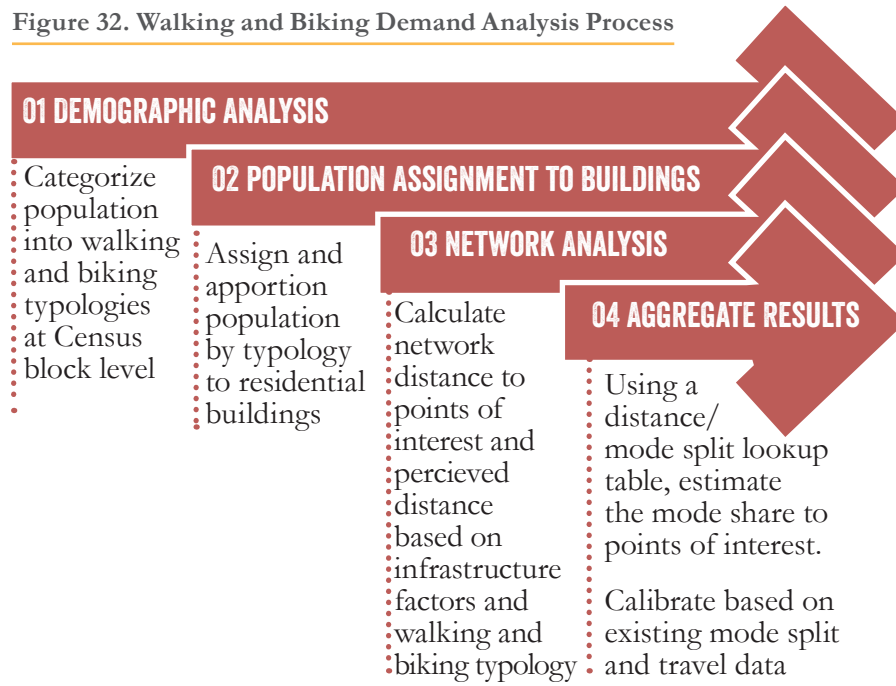 Figure 32. Walking and Biking Demand Analysis Process
01 DEMOGRAPHIC ANALYSIS
Categorize
population
into walking
and biking
typologies
at Census
block level
02 POPULATION ASSIGNMENT TO BUILDINGS
Assign and
apportion
population
by typology
to residential
buildings
03 NETWORK ANALYSIS
Calculate
network
distance to
points of
interest and
percieved
distance
based on
infrastructure
factors and
walking and
biking typology
04 AGGREGATE RESULTS
Using a
distance/
mode split lookup
table, estimate
the mode share to
points of interest.
Calibrate based on
existing mode split
and travel data